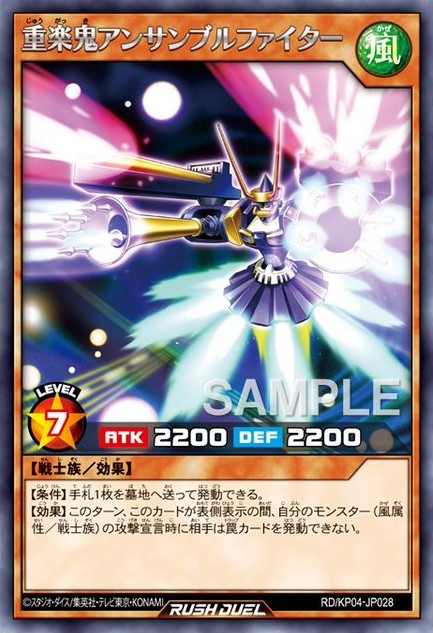 重楽鬼アンサンブルファイター
風
SAMPLE
LEVEL
7
ATK 2200 DEF 2200
【戦士族/効果】
【条件】手札1枚を墓地へ送って発動できる。
【効果】このターン、このカードが表側表示の間、自分のモンスター(風属
性/戦士族)の攻撃宣言時に相手は罠カードを発動できない。
©スタジオ・ダイス/集英社・テレビ東京・KONAMI
RUSH DUEL
RD/KP04-JP028